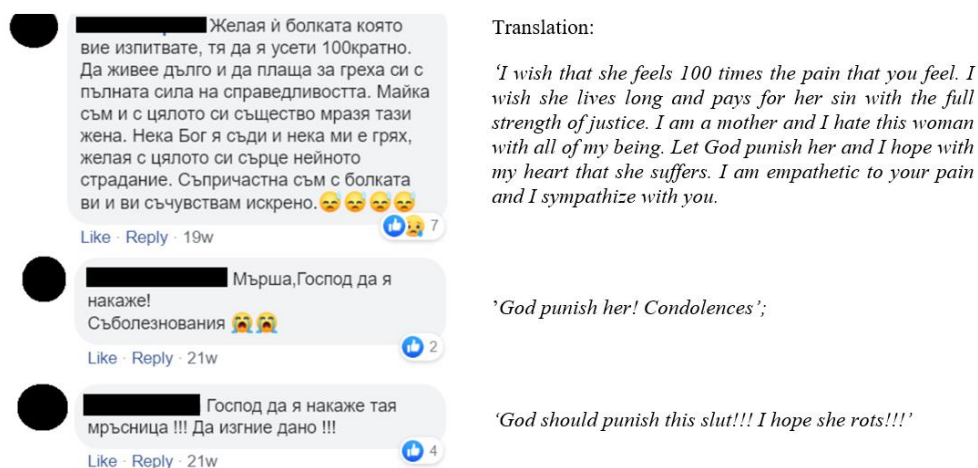 Желая ѝ болката която
вие изпитвате, тя да я усети 100кратно.
Да живее дълго и да плаща за греха си с
пълната сила на справедливостта. Майка
съм и с цялото си същество мразя тази
жена. Нека Бог я съди и нека ми е грях,
желая с цялото си сърце нейното
страдание. Съпричастна съм с болката
ви и ви съчувствам искрено.😪😪😪😪
7
Like · Reply · 19w
Мърша,Господ да я
накаже!
Съболезнования 😭😭
2
Like · Reply · 21w
Господ да я накаже тая
мръсница !!! Да изгние дано !!!
4
Like · Reply · 21w
Translation:
‘I wish that she feels 100 times the pain that you feel. I
wish she lives long and pays for her sin with the full
strength of justice. I am a mother and I hate this woman
with all of my being. Let God punish her and I hope with
my heart that she suffers. I am empathetic to your pain
and I sympathize with you.
’God punish her! Condolences’;
‘God should punish this slut!!! I hope she rots!!!’